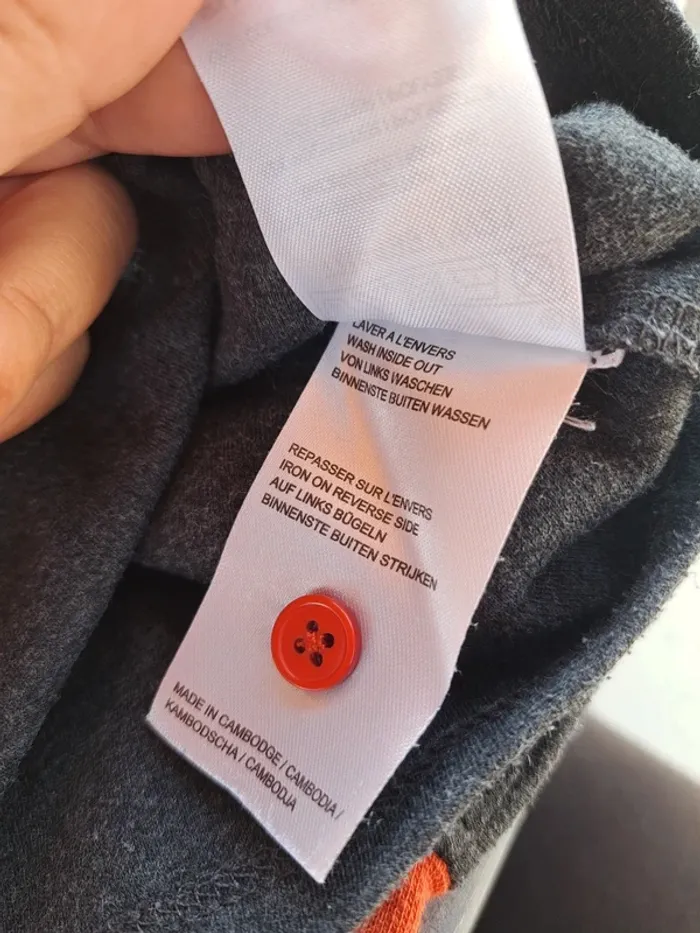 LAVER A L'ENVERS
WASH INSIDE OUT
VON LINKS WASCHEN
BINNENSTE BUITEN WASSEN
REPASSER SUR L'ENVERS
IRON ON REVERSE SIDE
AUF LINKS BÜGELN
BINNENSTE BUITEN STRIJKEN
MADE IN CAMBODGE / CAMBODIA /
KAMBODSCHA / CAMBODJA